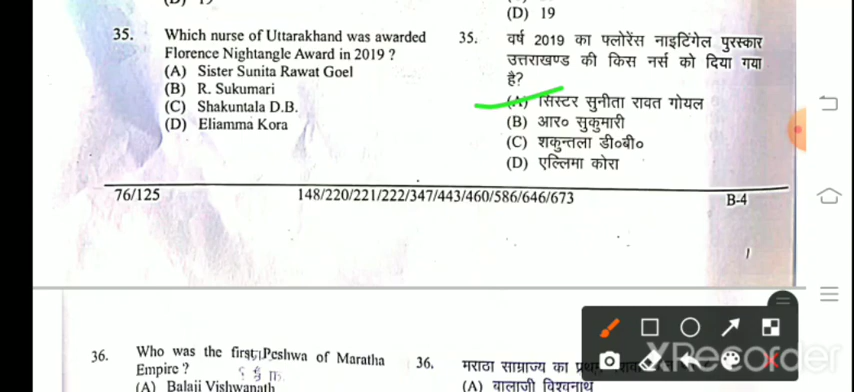 (D) 19
35. Which nurse of Uttarakhand was awarded
Florence Nightangle Award in 2019 ?
(A) Sister Sunita Rawat Goel
(B) R. Sukumari
(C) Shakuntala D.B.
(D) Eliamma Kora
35. वर्ष 2019 का फ्लोरेंस नाइटिंगेल पुरस्कार
उत्तराखण्ड की किस नर्स को दिया गया
है?
(A) सिस्टर सुनीता रावत गोयल
(B) आर० सुकुमारी
(C) शकुन्तला डी०बी०
(D) एल्लिमा कोरा
76/125 148/220/221/222/347/443/460/586/646/673 B-4
36. Who was the first Peshwa of Maratha
Empire ?
(A) Balaji Vishwanath
36. मराठा साम्राज्य का
(A) बालाजी विश्वनाथ
XRecorder